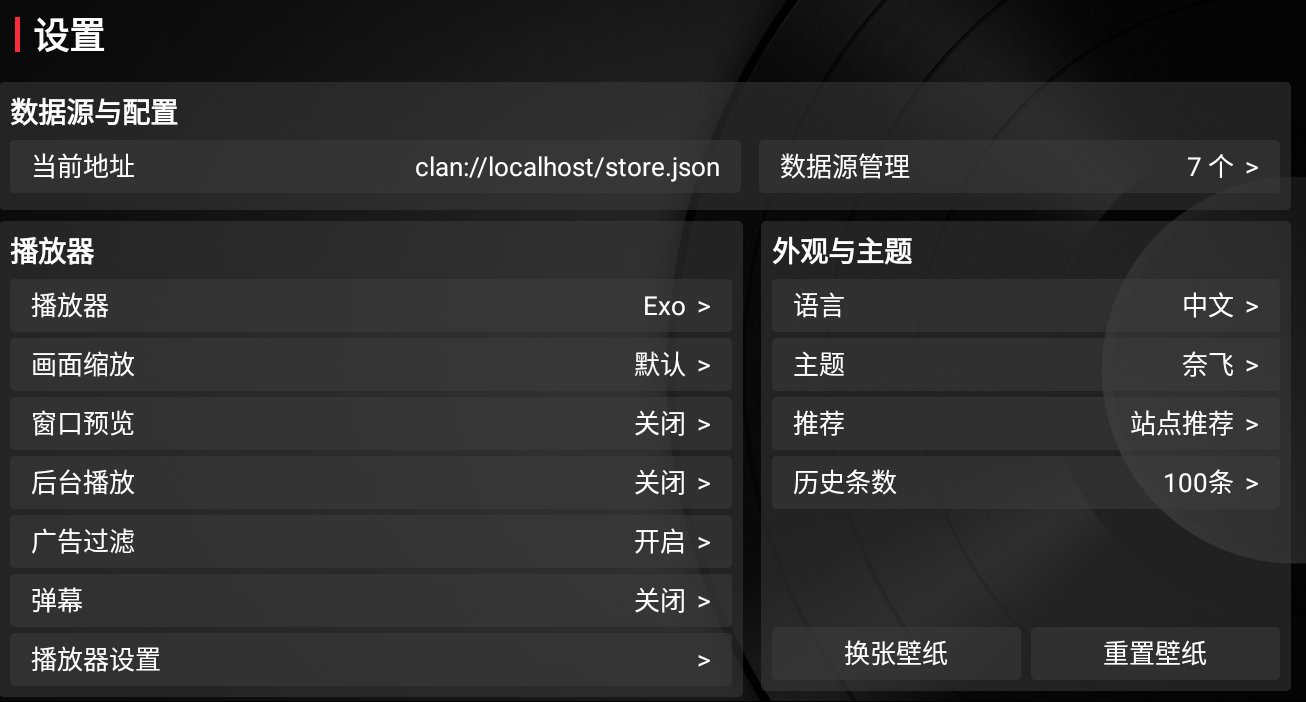 设置
数据源与配置
当前地址 clan://localhost/store.json
数据源管理 7 个 >
播放器
播放器 Exo >
画面缩放 默认 >
窗口预览 关闭 >
后台播放 关闭 >
广告过滤 开启 >
弹幕 关闭 >
播放器设置 >
外观与主题
语言 中文 >
主题 奈飞 >
推荐 站点推荐 >
历史条数 100条 >
换张壁纸
重置壁纸